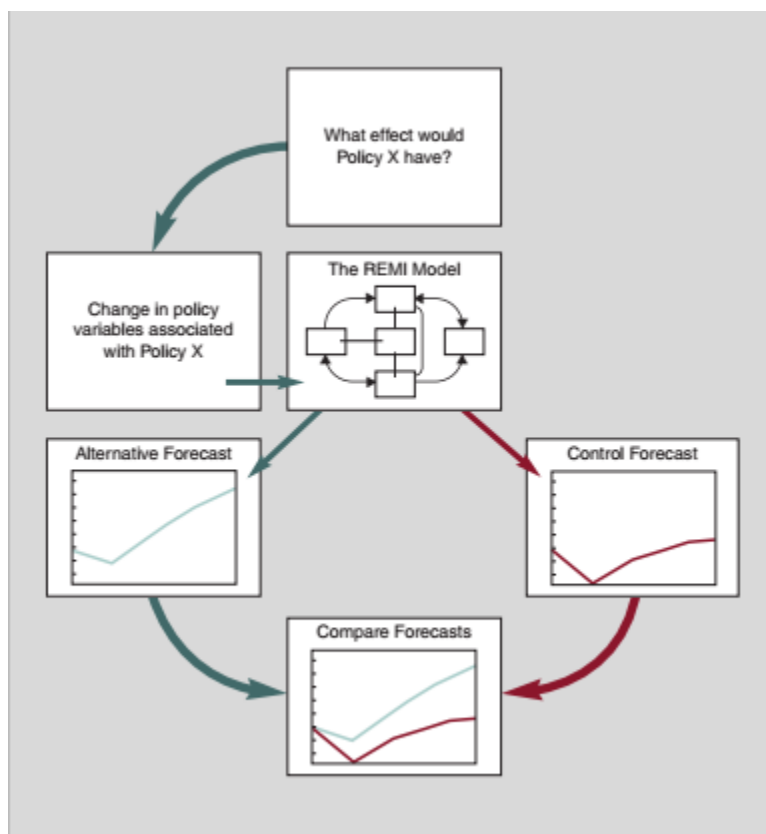 What effect would
Policy X have?
Change in policy
variables associated
with Policy X
The REMI Model
Alternative Forecast
Control Forecast
Compare Forecasts